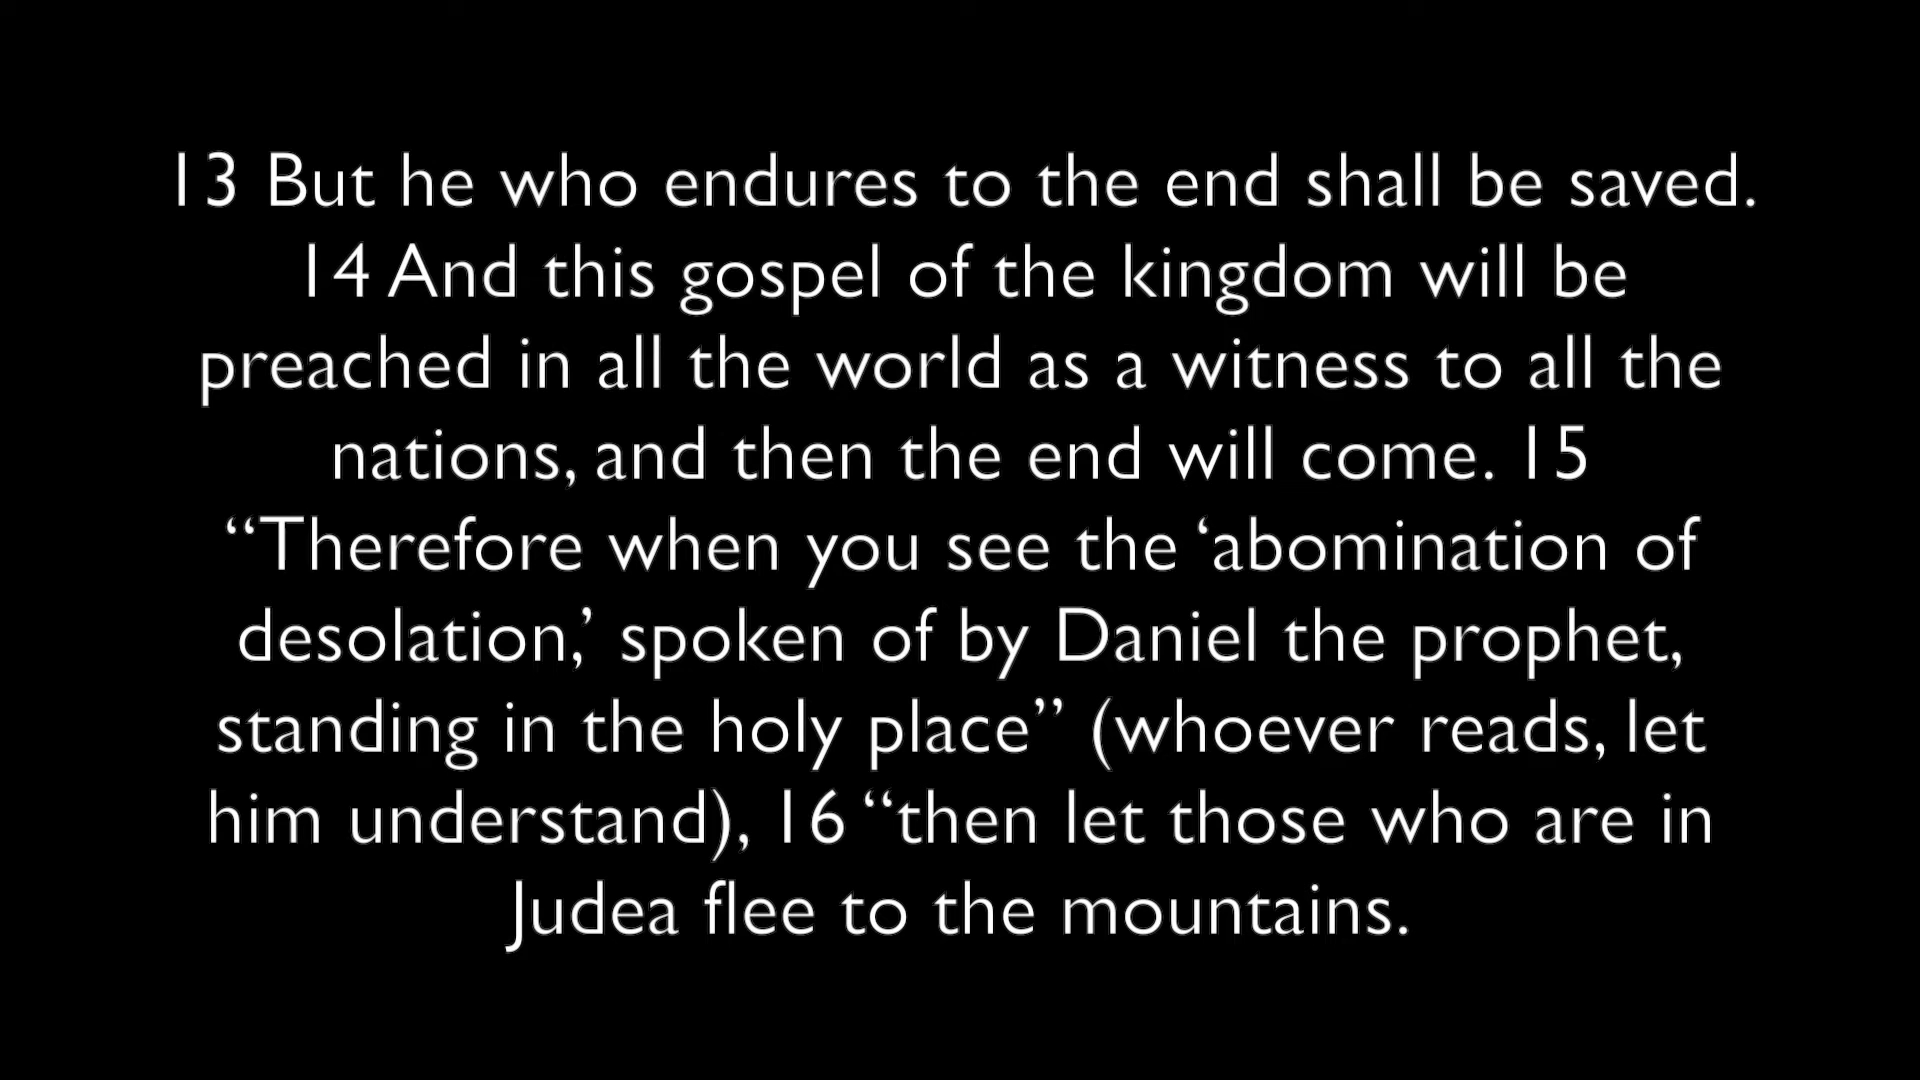 13 But he who endures to the end shall be saved.
14 And this gospel of the kingdom will be
preached in all the world as a witness to all the
nations, and then the end will come. 15
“Therefore when you see the ‘abomination of
desolation,’ spoken of by Daniel the prophet,
standing in the holy place” (whoever reads, let
him understand), 16 “then let those who are in
Judea flee to the mountains.